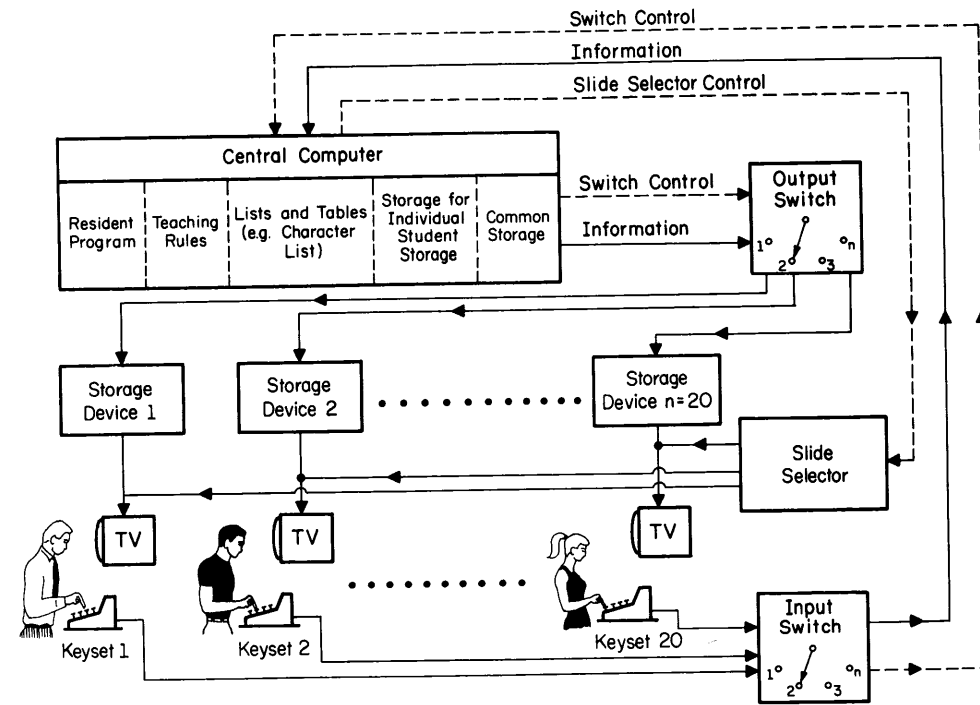 Switch Control
Information
Slide Selector Control
Central Computer
Resident
Program
Teaching
Rules
Lists and Tables
(e.g. Character
List)
Storage for
Individual
Student
Storage
Common
Storage
Switch Control
Information
Output
Switch
1
2
3
n
Storage
Device 1
Storage
Device 2
Storage
Device n=20
Slide
Selector
TV
TV
TV
Keyset 1
Keyset 2
Keyset 20
Input
Switch
1
2
3
n